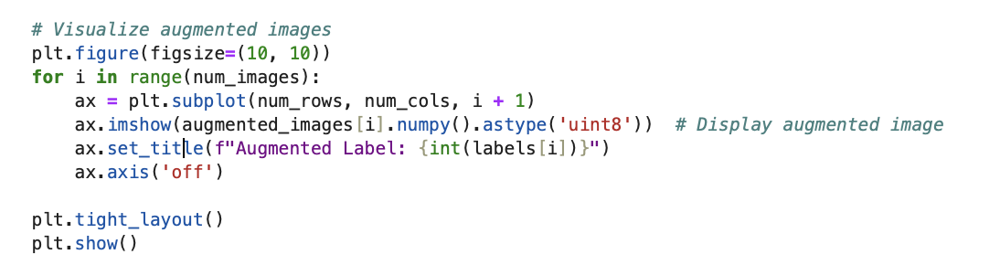 # Visualize augmented images
plt.figure(figsize=(10, 10))
for i in range(num_images):
    ax = plt.subplot(num_rows, num_cols, i + 1)
    ax.imshow(augmented_images[i].numpy().astype('uint8'))  # Display augmented image
    ax.set_title(f"Augmented Label: {int(labels[i])}")
    ax.axis('off')

plt.tight_layout()
plt.show()